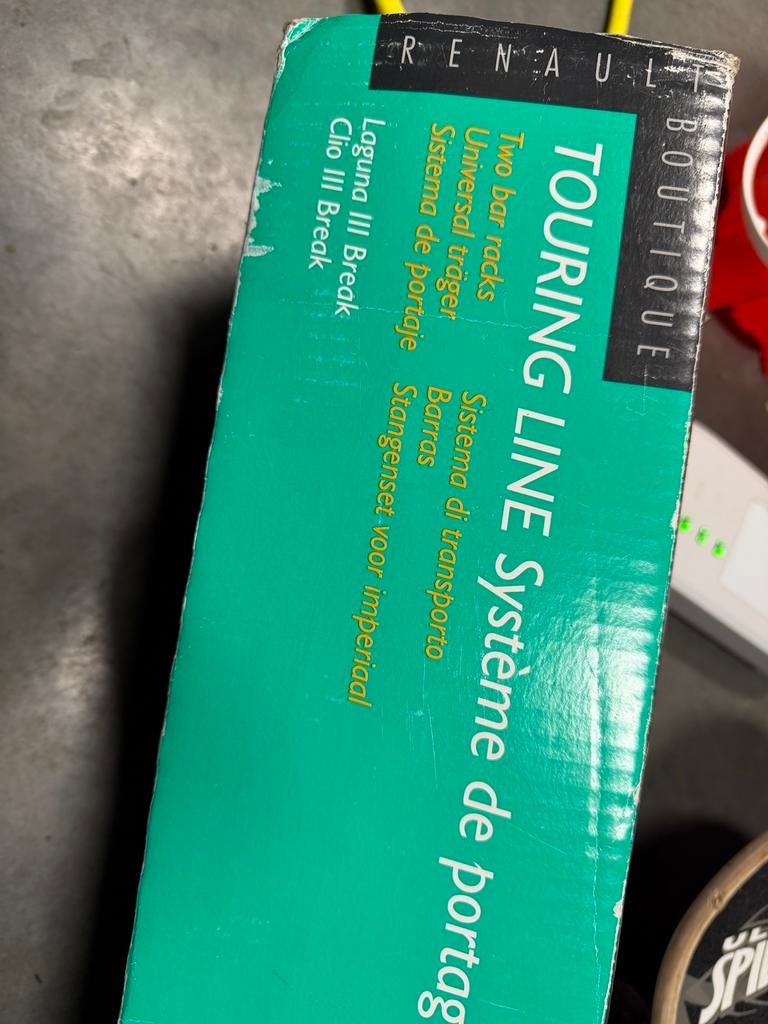 RENAULT
BOUTIQUE
TOURING LINE Système de portag
Two bar racks
Universal träger
Sistema de portaje
Sistema di transporto
Barras
Stangenset voor imperiaal
Laguna III Break
Clio III Break